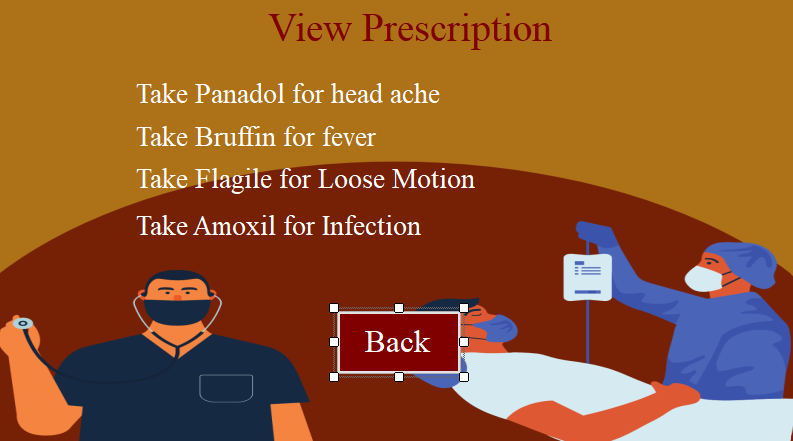 View Prescription
Take Panadol for head ache
Take Bruffin for fever
Take Flagile for Loose Motion
Take Amoxil for Infection
Back